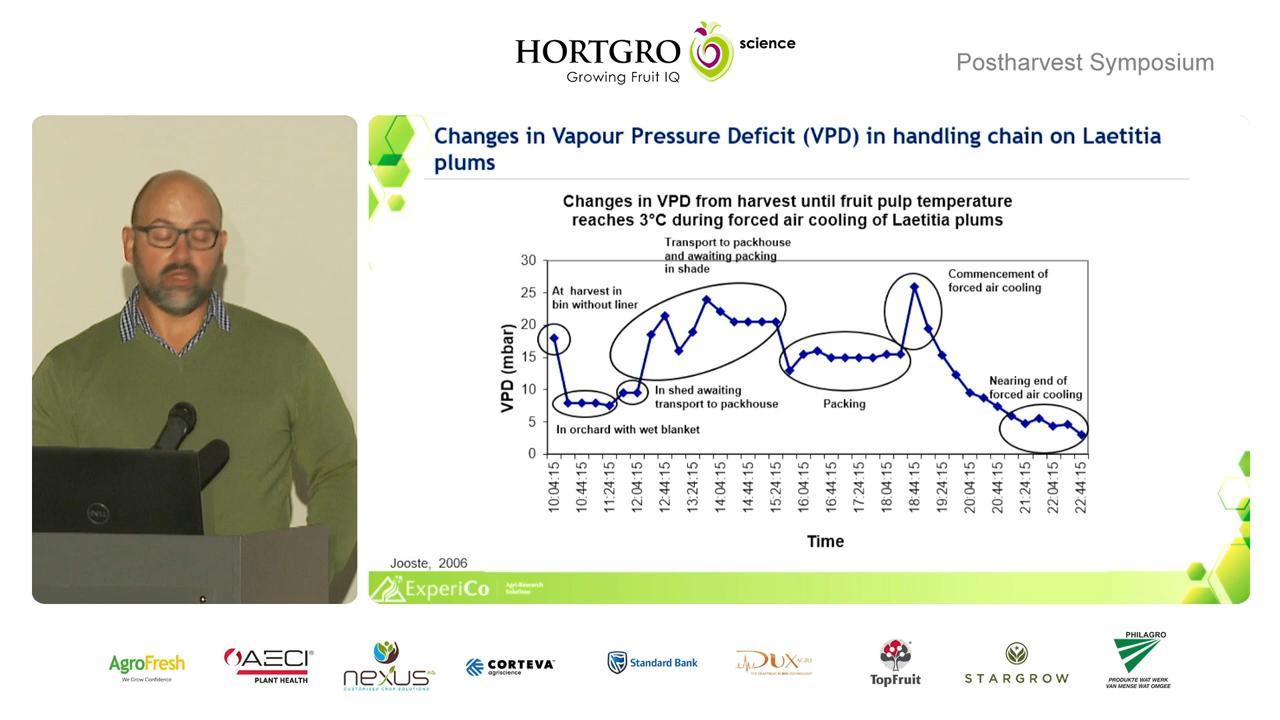 HORTGRO science
Growing Fruit IQ
Postharvest Symposium
Changes in Vapour Pressure Deficit (VPD) in handling chain on Laetitia
plums
Changes in VPD from harvest until fruit pulp temperature
reaches 3°C during forced air cooling of Laetitia plums
Transport to packhouse
and awaiting packing
in shade
At harvest in
bin without liner
Commencement of
forced air cooling
In shed awaiting
transport to packhouse
Nearing end of
forced air cooling
Packing
In orchard with wet blanket
VPD (mbar)
30
25
20
15
10
5
0
10:04:15
10:44:15
11:24:15
12:04:15
12:44:15
13:24:15
14:04:15
14:44:15
15:24:15
16:04:15
16:44:15
17:24:15
18:04:15
18:44:15
19:24:15
20:04:15
20:44:15
21:24:15
22:04:15
22:44:15
Time
Jooste, 2006
ExperiCo
Agri-Research
Solutions
DELL
AgroFresh
We Grow Confidence
AECI®
PLANT HEALTH
nexus AG
CUSTOMISED CROP SOLUTIONS
CORTEVA™
agriscience
Standard Bank
DUX AGRI
TopFruit
STARGROW
PHILAGRO
PRODUKTE WAT WERK
VAN MENSE WAT OMGEE